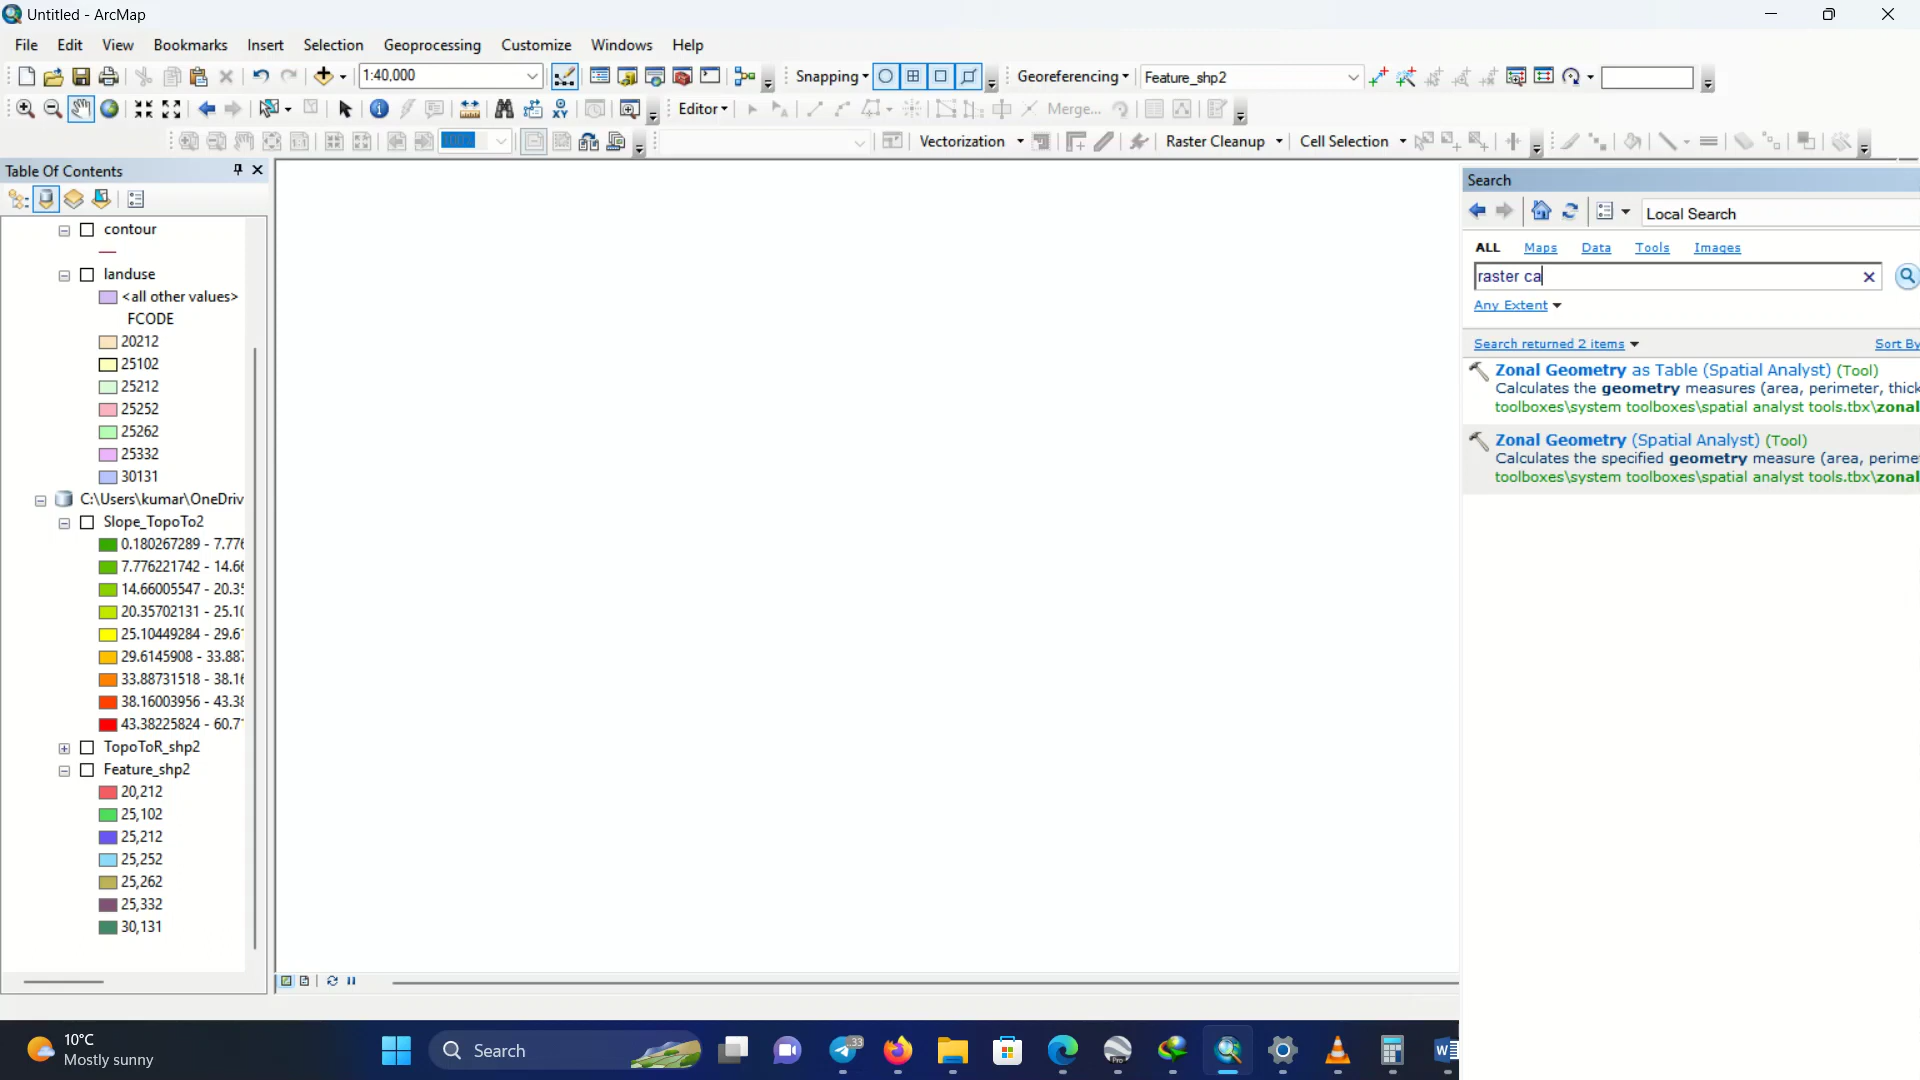 Untitled - ArcMap
File Edit View Bookmarks Insert Selection Geoprocessing Customize Windows Help
1:40,000 Snapping Georeferencing Feature_shp2
Editor Merge...
Vectorization Raster Cleanup Cell Selection
Table Of Contents
contour
landuse
<all other values>
FCODE
20212
25102
25212
25252
25262
25332
30131
C:\Users\kumar\OneDriv
Slope_TopoTo2
0.180267289 - 7.776
7.776221742 - 14.66
14.66005547 - 20.35
20.35702131 - 25.10
25.10449284 - 29.61
29.6145908 - 33.887
33.88731518 - 38.16
38.16003956 - 43.38
43.38225824 - 60.71
TopoToR_shp2
Feature_shp2
20,212
25,102
25,212
25,252
25,262
25,332
30,131
Search
Local Search
ALL Maps Data Tools Images
raster ca
Any Extent
Search returned 2 items Sort By
Zonal Geometry as Table (Spatial Analyst) (Tool)
Calculates the geometry measures (area, perimeter, thick
toolboxes\system toolboxes\spatial analyst tools.tbx\zonal
Zonal Geometry (Spatial Analyst) (Tool)
Calculates the specified geometry measure (area, perime
toolboxes\system toolboxes\spatial analyst tools.tbx\zonal
10°C
Mostly sunny
Search
33
Pro